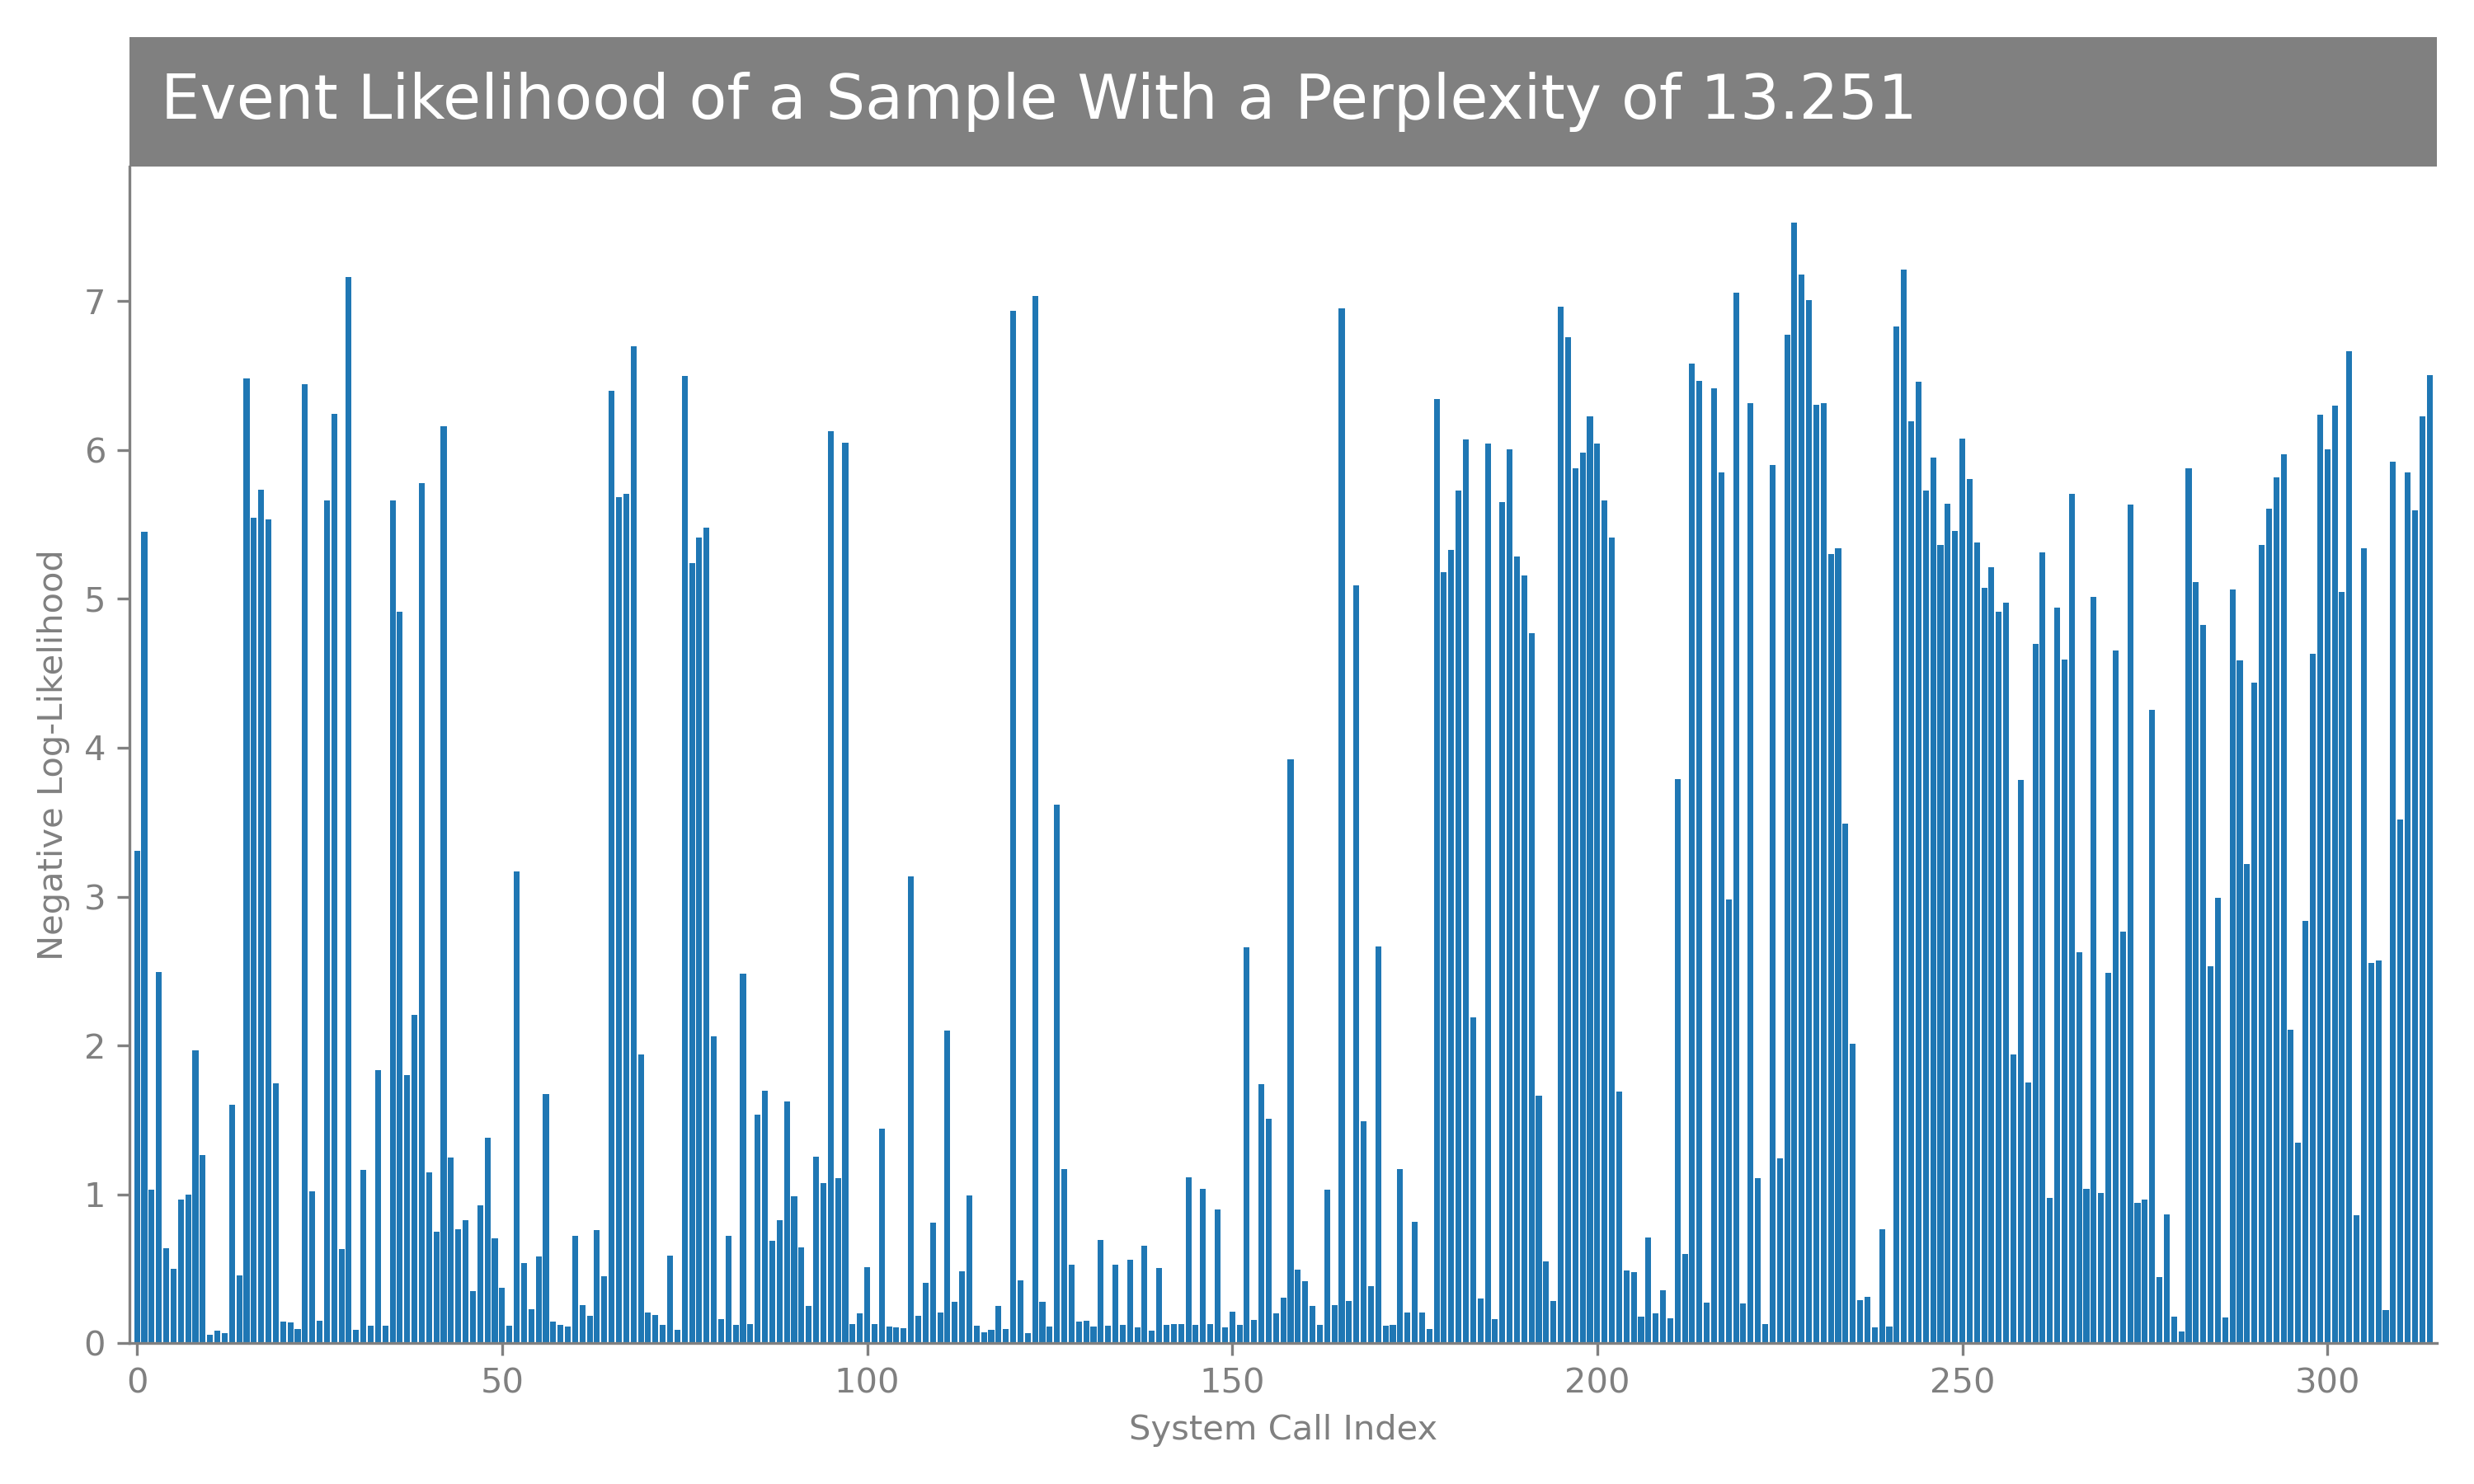 Event Likelihood of a Sample With a Perplexity of 13.251
Negative Log-Likelihood
7
6
5
4
3
2
1
0
0 50 100 150 200 250 300
System Call Index